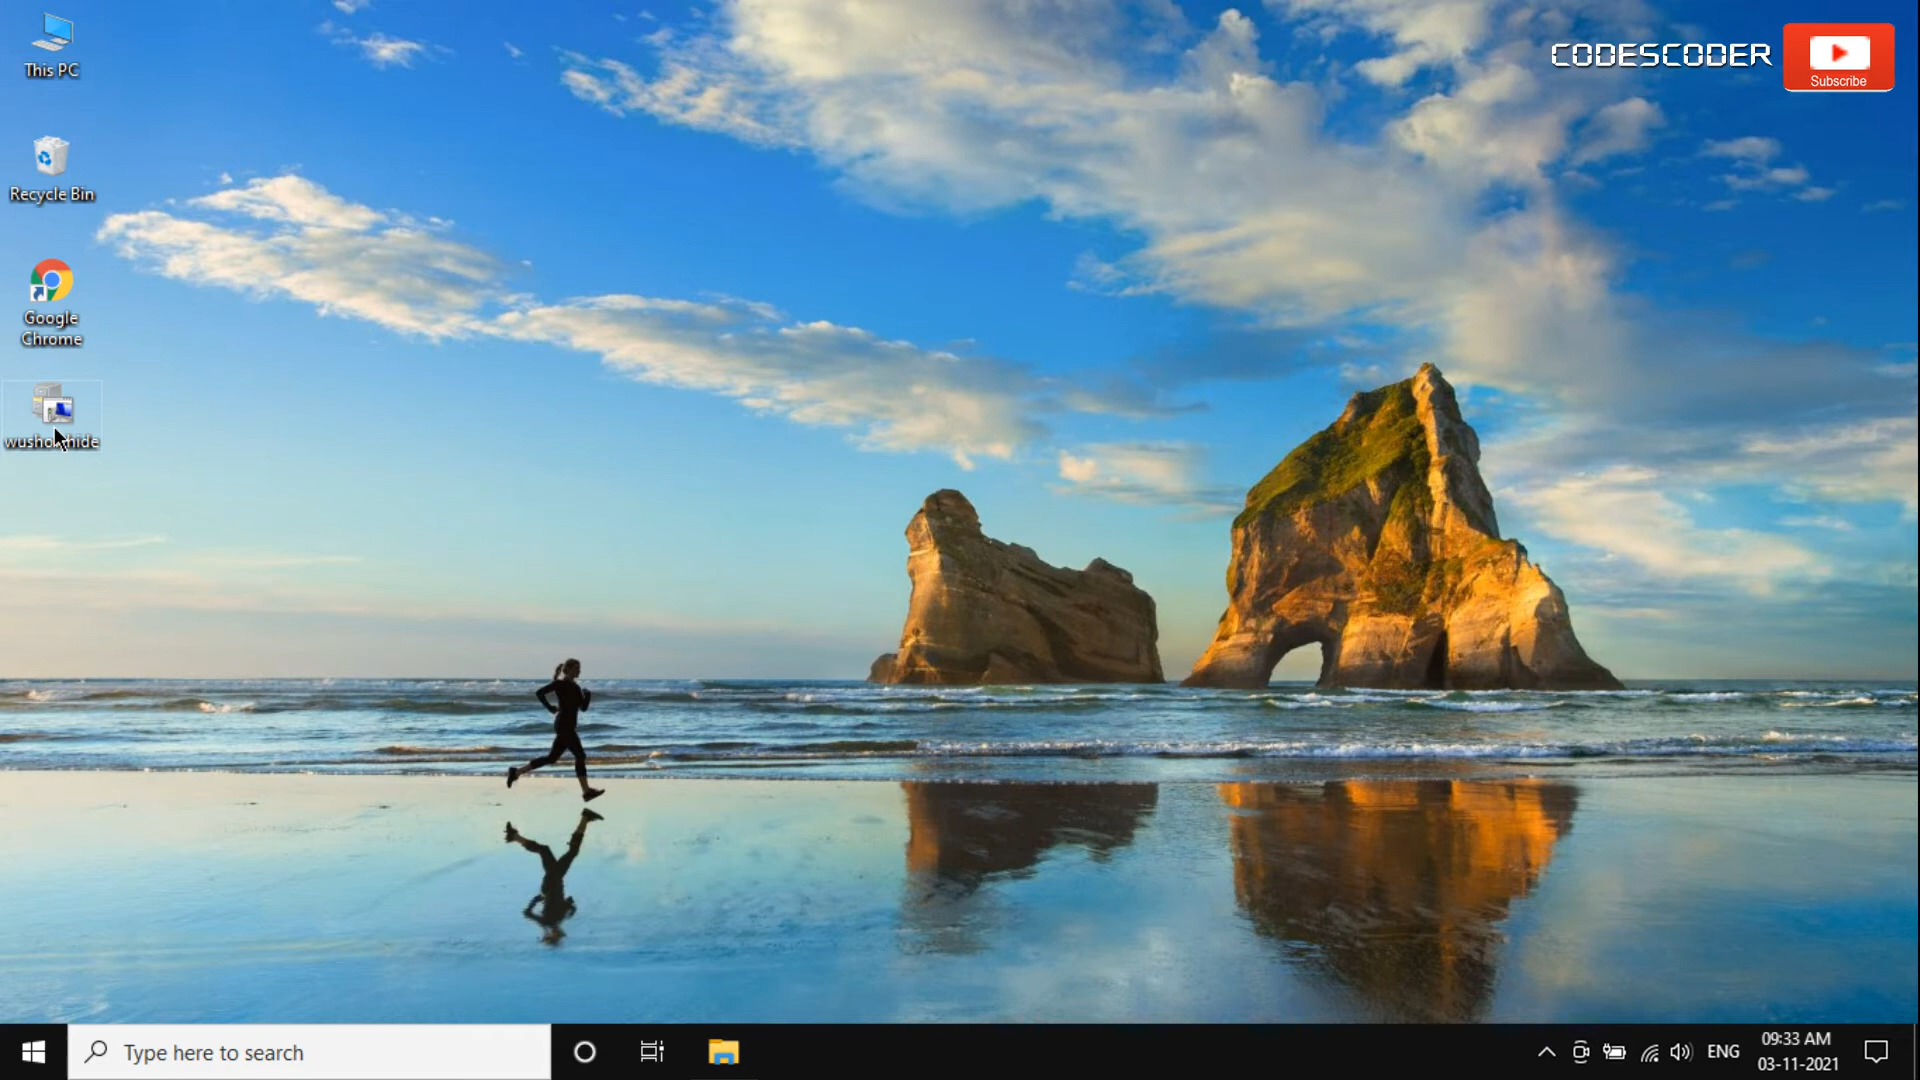 This PC
Recycle Bin
Google
Chrome
CODESCODER
Subscribe
Type here to search
ENG
09:33 AM
03-11-2021